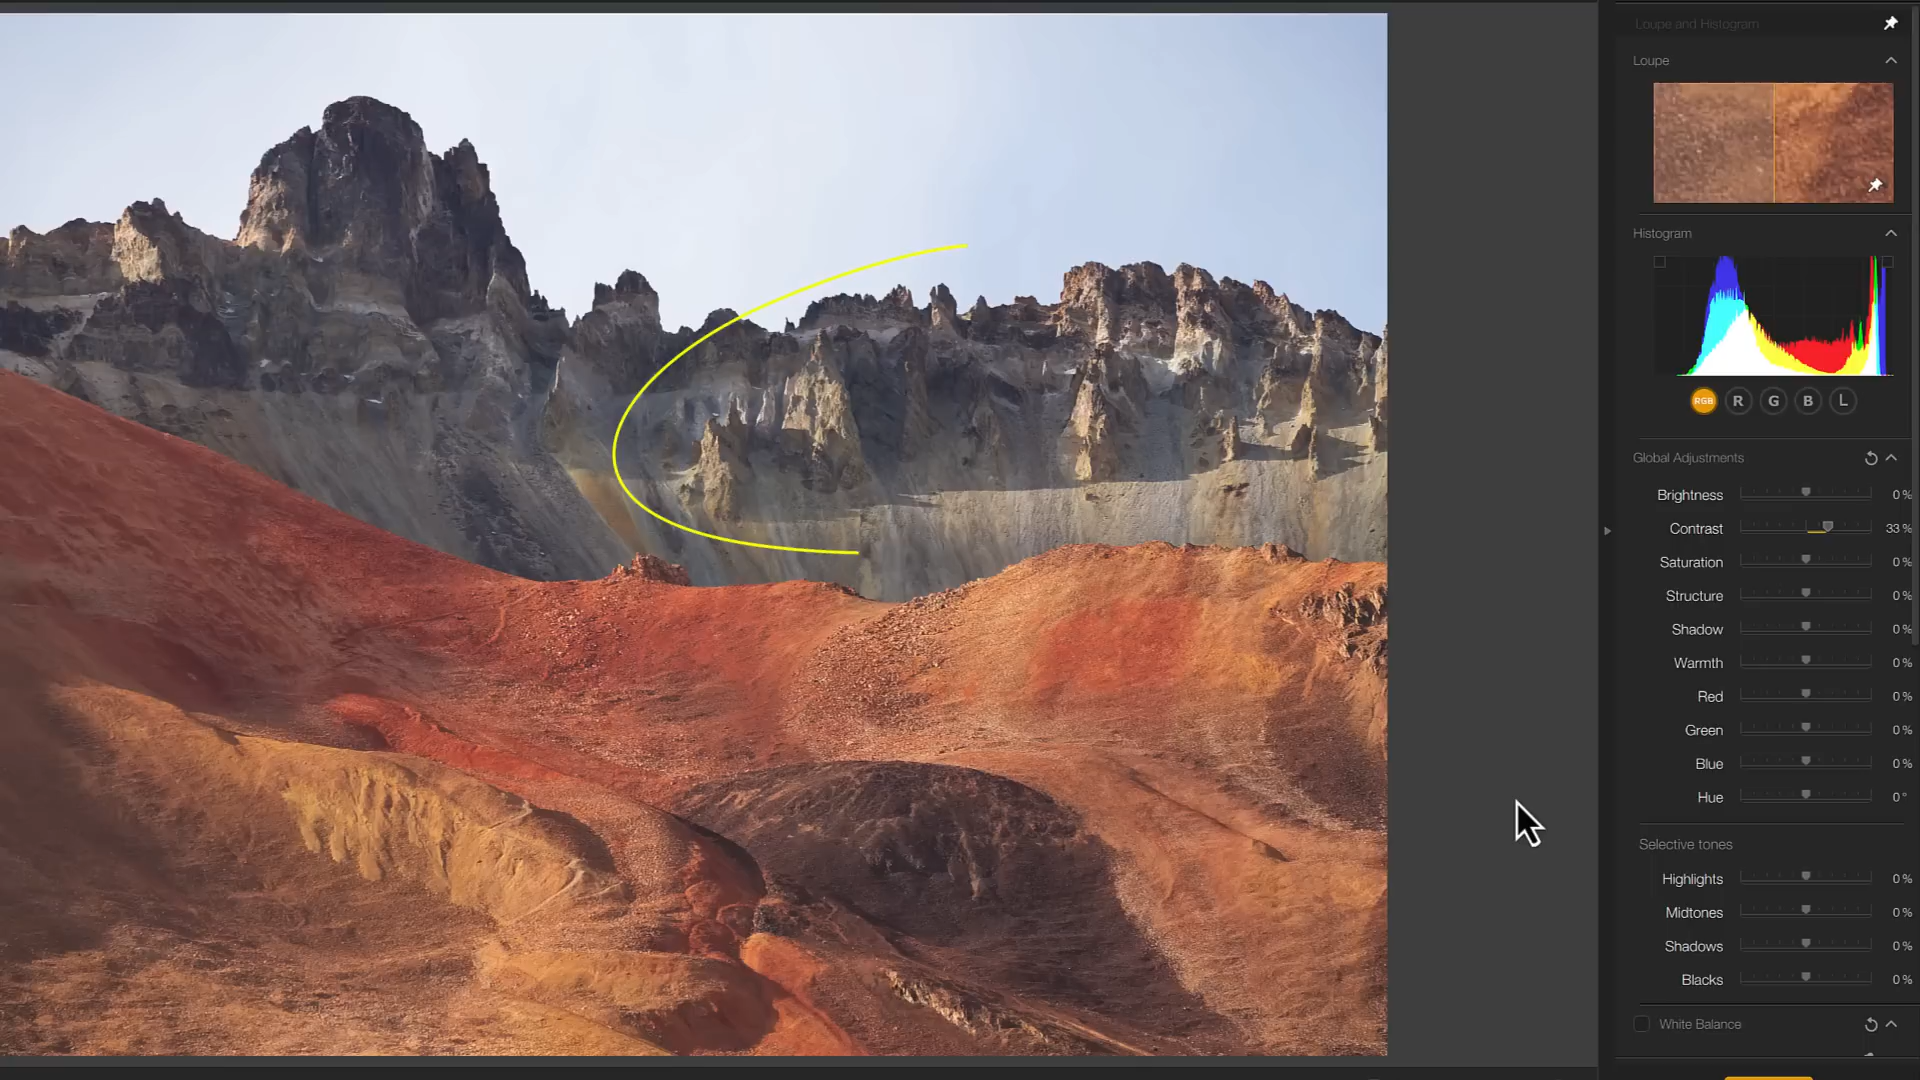 Loupe and Histogram
Loupe
Histogram
RGB R G B L
Global Adjustments
Brightness 0%
Contrast 33%
Saturation 0%
Structure 0%
Shadow 0%
Warmth 0%
Red 0%
Green 0%
Blue 0%
Hue 0°
Selective tones
Highlights 0%
Midtones 0%
Shadows 0%
Blacks 0%
White Balance